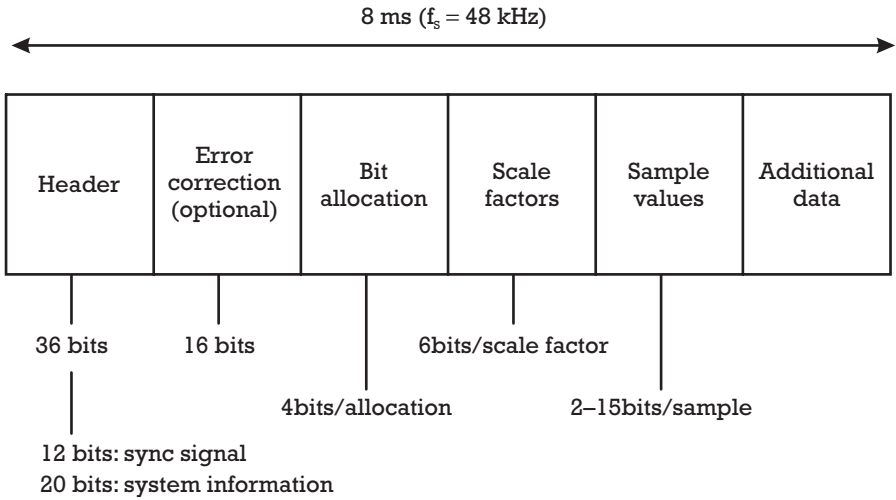 8 ms (fs = 48 kHz)
Header
Error
correction
(optional)
Bit
allocation
Scale
factors
Sample
values
Additional
data
36 bits
16 bits
6bits/scale factor
4bits/allocation
2–15bits/sample
12 bits: sync signal
20 bits: system information